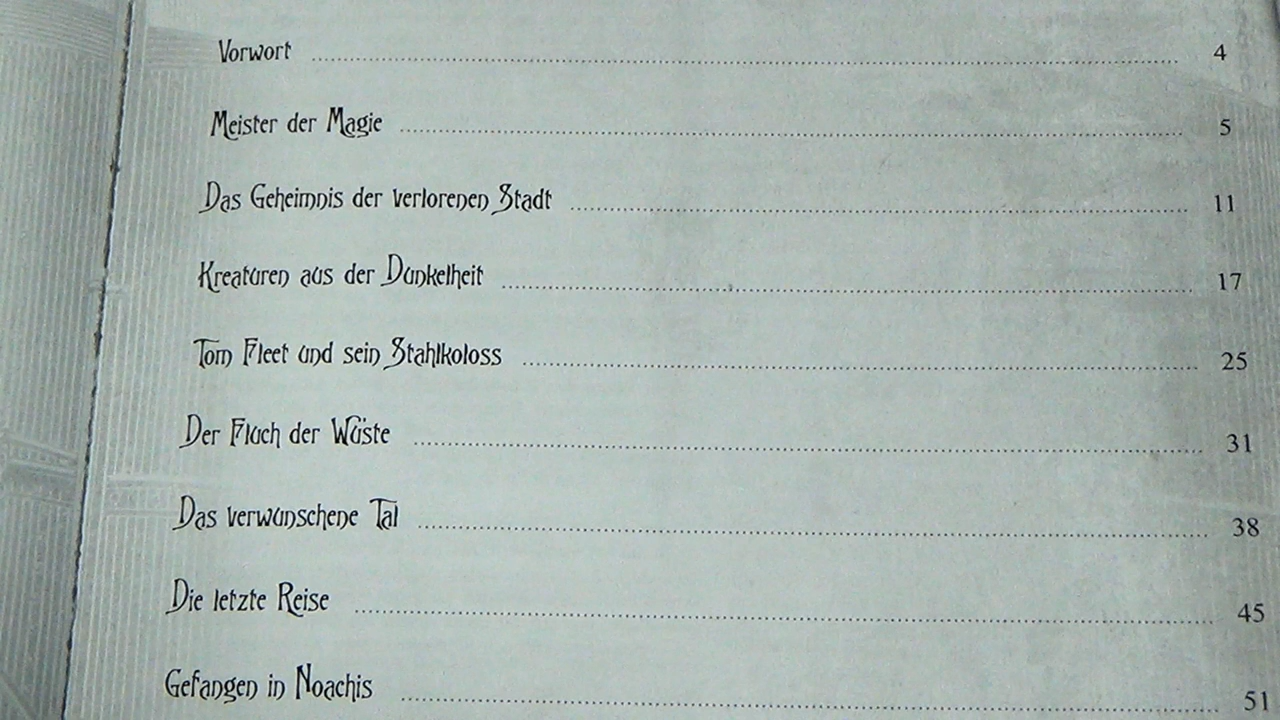 Vorwort 4
Meister der Magie 5
Das Geheimnis der verlorenen Stadt 11
Kreaturen aus der Dunkelheit 17
Tom Fleet und sein Stahlkoloss 25
Der Fluch der Wüste 31
Das verwunschene Tal 38
Die letzte Reise 45
Gefangen in Noachis 51